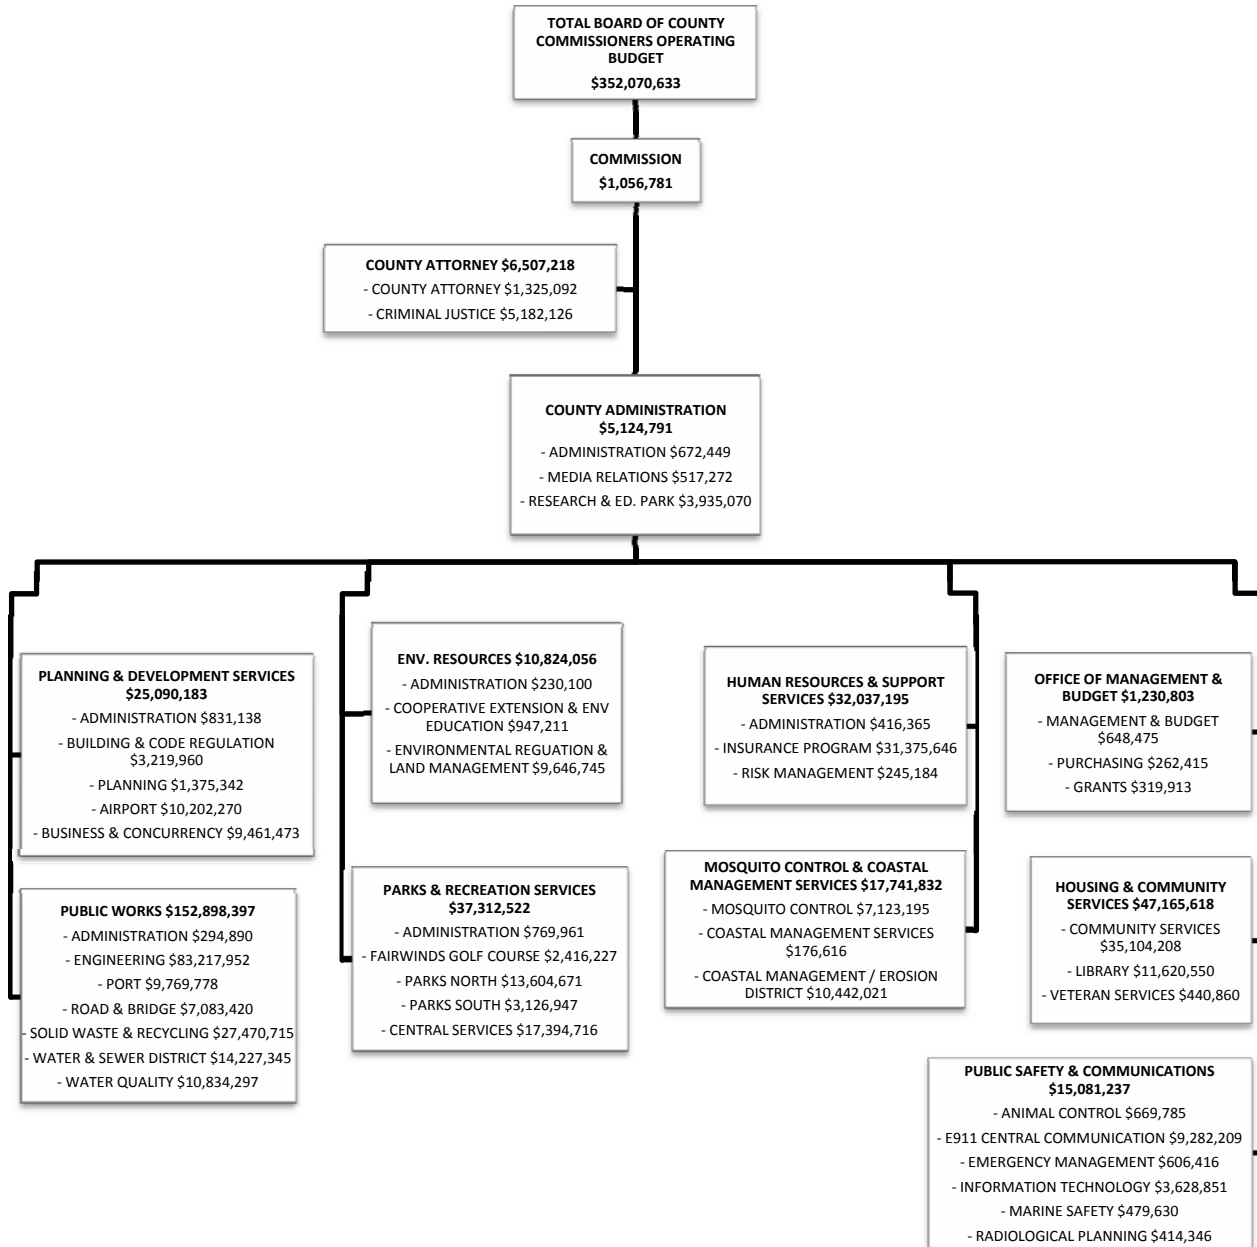 TOTAL BOARD OF COUNTY
COMMISSIONERS OPERATING
BUDGET
$352,070,633
COMMISSION
$1,056,781
COUNTY ATTORNEY $6,507,218
- COUNTY ATTORNEY $1,325,092
- CRIMINAL JUSTICE $5,182,126
COUNTY ADMINISTRATION
$5,124,791
- ADMINISTRATION $672,449
- MEDIA RELATIONS $517,272
- RESEARCH & ED. PARK $3,935,070
PLANNING & DEVELOPMENT SERVICES
$25,090,183
- ADMINISTRATION $831,138
- BUILDING & CODE REGULATION
$3,219,960
- PLANNING $1,375,342
- AIRPORT $10,202,270
- BUSINESS & CONCURRENCY $9,461,473
ENV. RESOURCES $10,824,056
- ADMINISTRATION $230,100
- COOPERATIVE EXTENSION & ENV
EDUCATION $947,211
- ENVIRONMENTAL REGUATION &
LAND MANAGEMENT $9,646,745
HUMAN RESOURCES & SUPPORT
SERVICES $32,037,195
- ADMINISTRATION $416,365
- INSURANCE PROGRAM $31,375,646
- RISK MANAGEMENT $245,184
OFFICE OF MANAGEMENT &
BUDGET $1,230,803
- MANAGEMENT & BUDGET
$648,475
- PURCHASING $262,415
- GRANTS $319,913
PUBLIC WORKS $152,898,397
- ADMINISTRATION $294,890
- ENGINEERING $83,217,952
- PORT $9,769,778
- ROAD & BRIDGE $7,083,420
- SOLID WASTE & RECYCLING $27,470,715
- WATER & SEWER DISTRICT $14,227,345
- WATER QUALITY $10,834,297
PARKS & RECREATION SERVICES
$37,312,522
- ADMINISTRATION $769,961
- FAIRWINDS GOLF COURSE $2,416,227
- PARKS NORTH $13,604,671
- PARKS SOUTH $3,126,947
- CENTRAL SERVICES $17,394,716
MOSQUITO CONTROL & COASTAL
MANAGEMENT SERVICES $17,741,832
- MOSQUITO CONTROL $7,123,195
- COASTAL MANAGEMENT SERVICES
$176,616
- COASTAL MANAGEMENT / EROSION
DISTRICT $10,442,021
HOUSING & COMMUNITY
SERVICES $47,165,618
- COMMUNITY SERVICES
$35,104,208
- LIBRARY $11,620,550
- VETERAN SERVICES $440,860
PUBLIC SAFETY & COMMUNICATIONS
$15,081,237
- ANIMAL CONTROL $669,785
- E911 CENTRAL COMMUNICATION $9,282,209
- EMERGENCY MANAGEMENT $606,416
- INFORMATION TECHNOLOGY $3,628,851
- MARINE SAFETY $479,630
- RADIOLOGICAL PLANNING $414,346